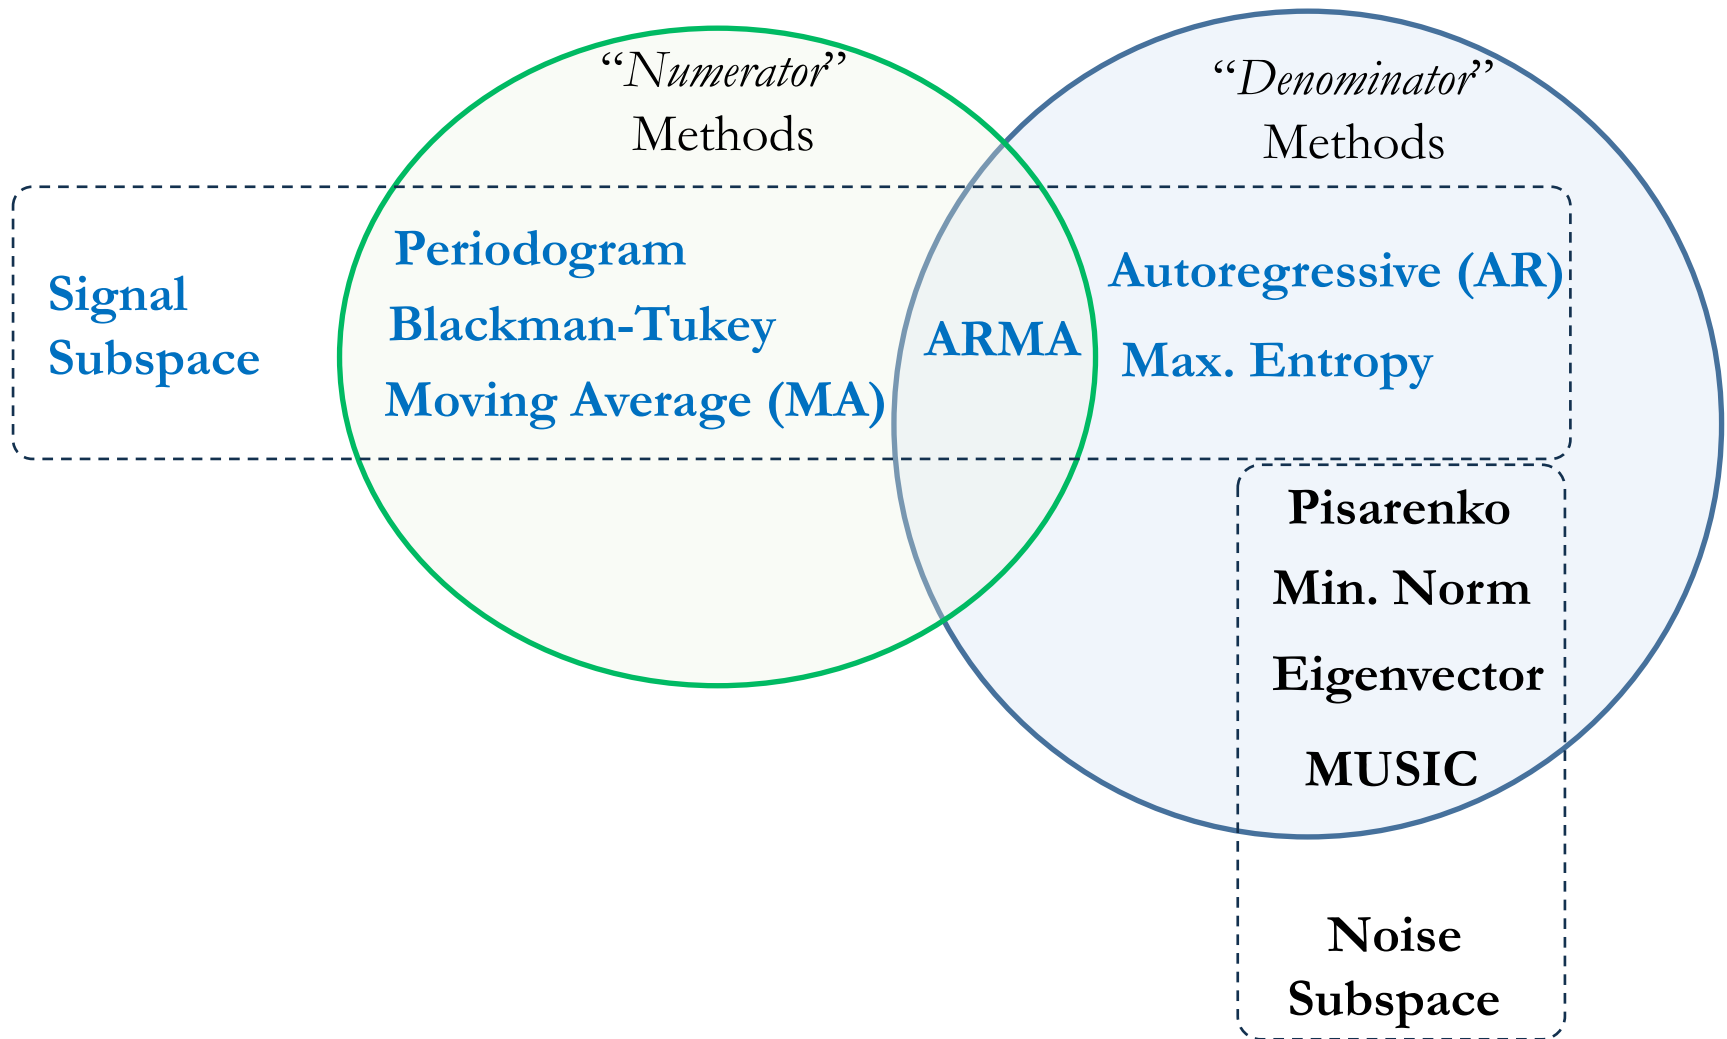 “Numerator”
Methods
“Denominator”
Methods
Signal
Subspace
Periodogram
Blackman-Tukey
Moving Average (MA)
ARMA
Autoregressive (AR)
Max. Entropy
Pisarenko
Min. Norm
Eigenvector
MUSIC
Noise
Subspace